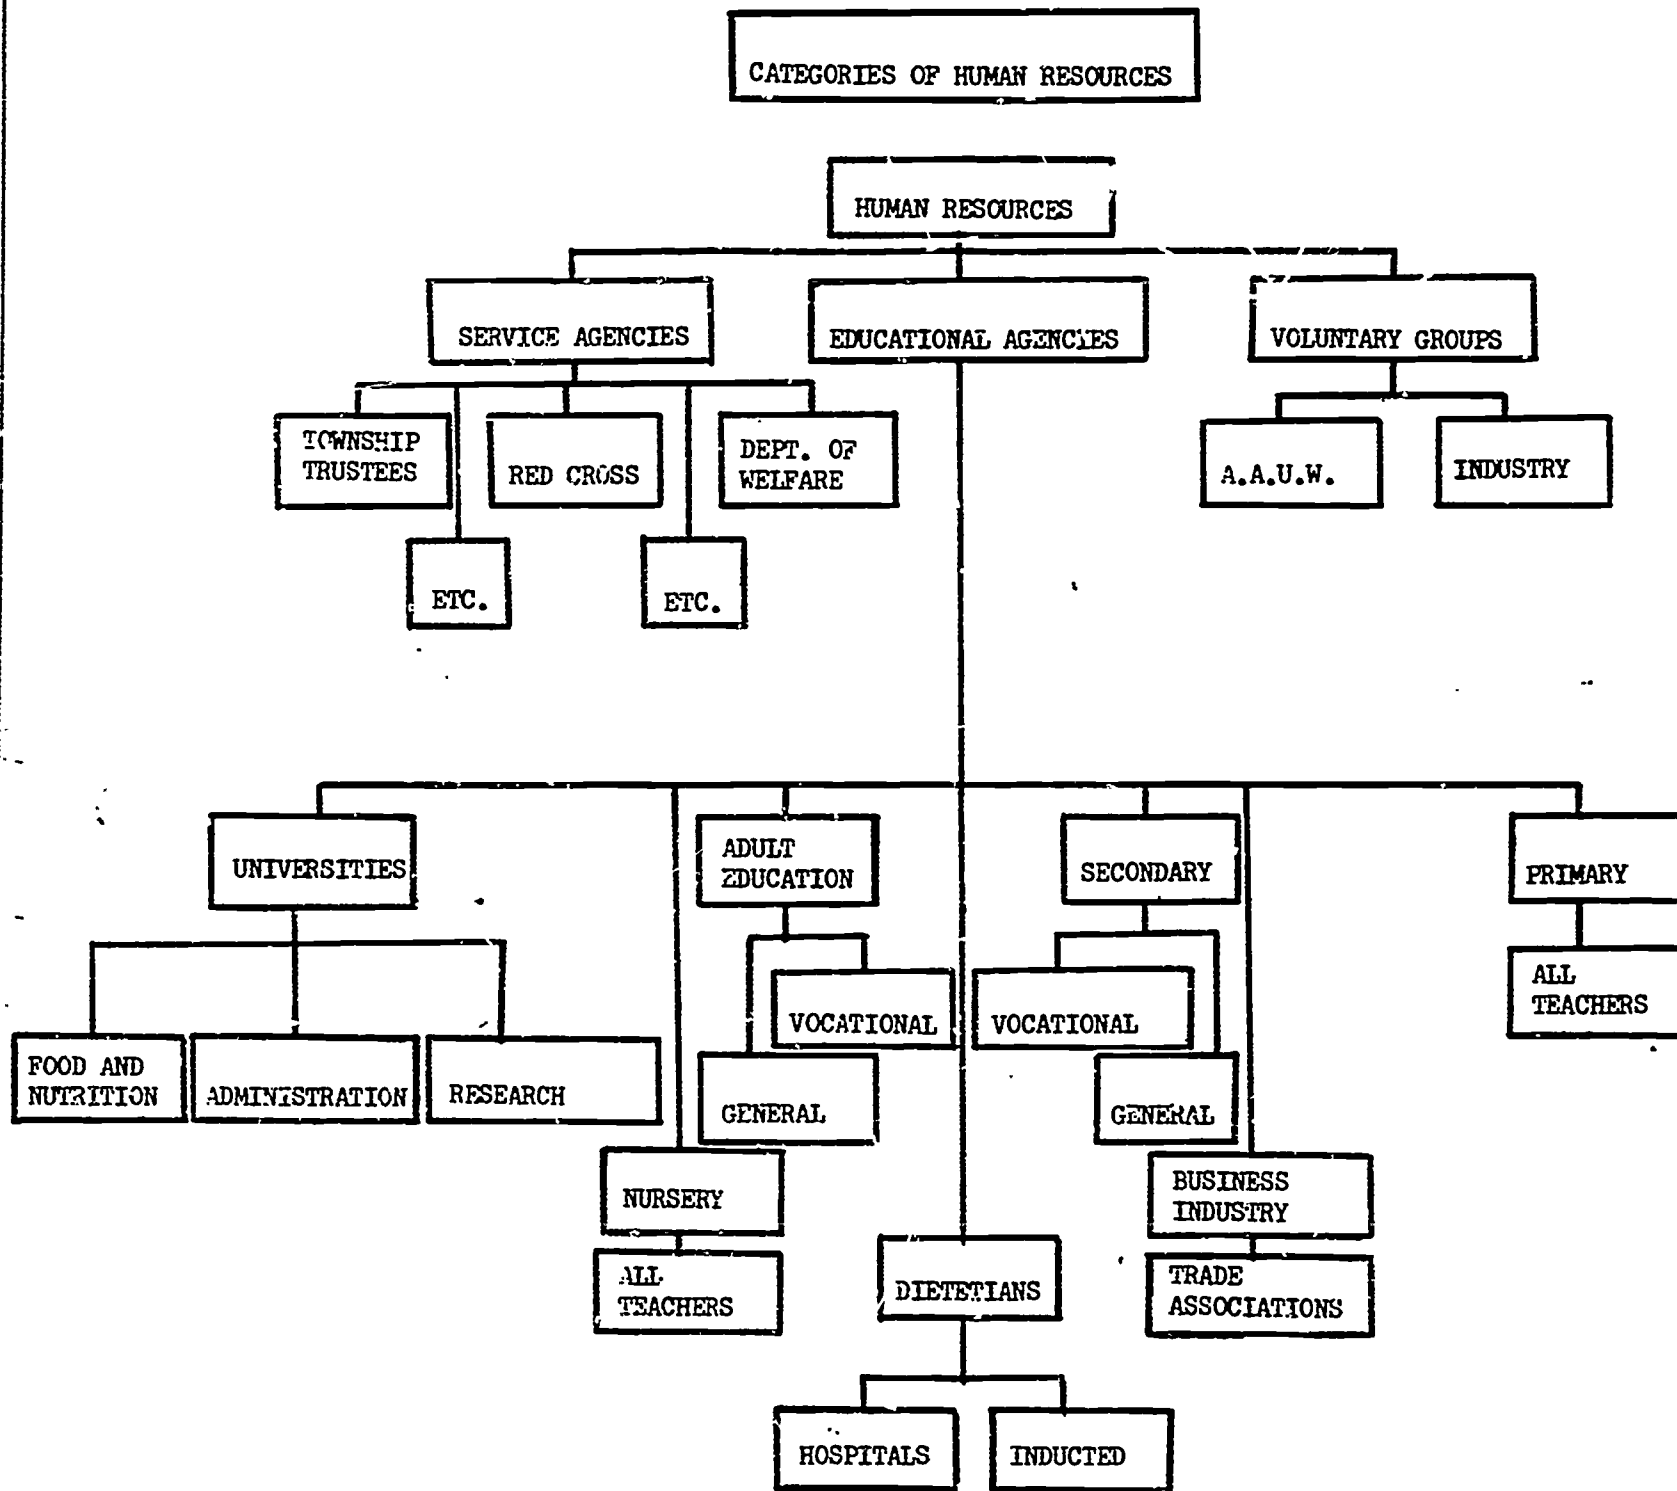 CATEGORIES OF HUMAN RESOURCES
HUMAN RESOURCES
SERVICE AGENCIES
EDUCATIONAL AGENCIES
VOLUNTARY GROUPS
TOWNSHIP
TRUSTEES
RED CROSS
DEPT. OF
WELFARE
A.A.U.W.
INDUSTRY
ETC.
ETC.
UNIVERSITIES
ADULT
EDUCATION
SECONDARY
PRIMARY
VOCATIONAL
VOCATIONAL
ALL
TEACHERS
FOOD AND
NUTRITION
ADMINISTRATION
RESEARCH
GENERAL
GENERAL
NURSERY
BUSINESS
INDUSTRY
ALL
TEACHERS
DIETETIANS
TRADE
ASSOCIATIONS
HOSPITALS
INDUCTED